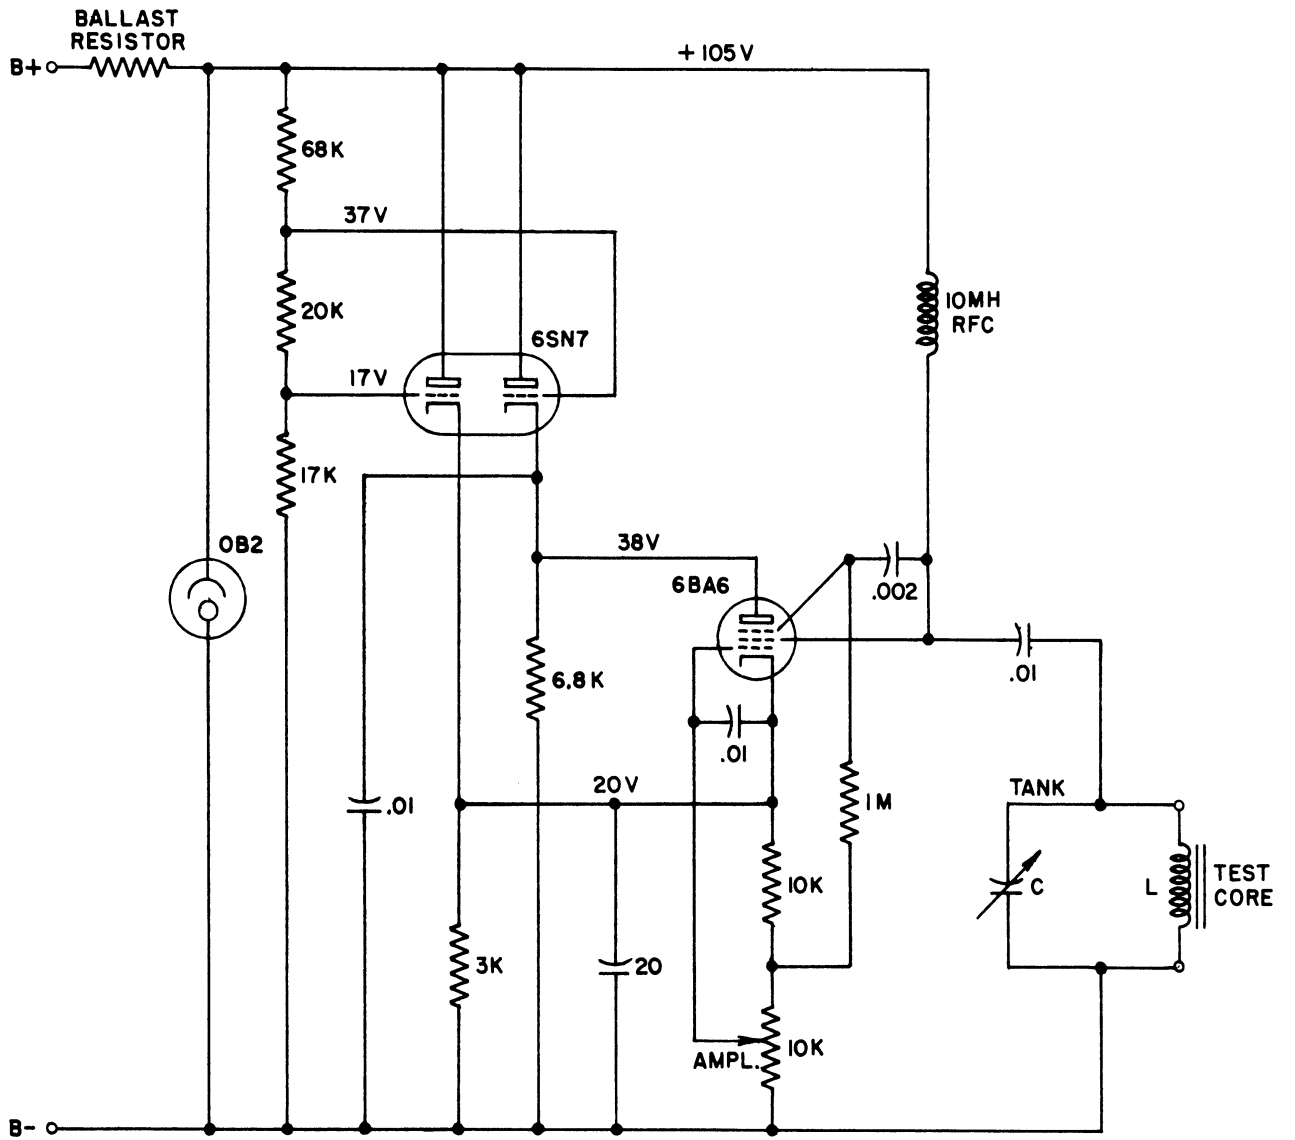 BALLAST
RESISTOR
B+
+105V
68K
37V
20K
10MH
RFC
6SN7
17V
17K
OB2
38V
6BA6
.002
6.8K
.01
.01
20V
.01
1M
TANK
10K
C
L
TEST
CORE
3K
20
AMPL.
10K
B-